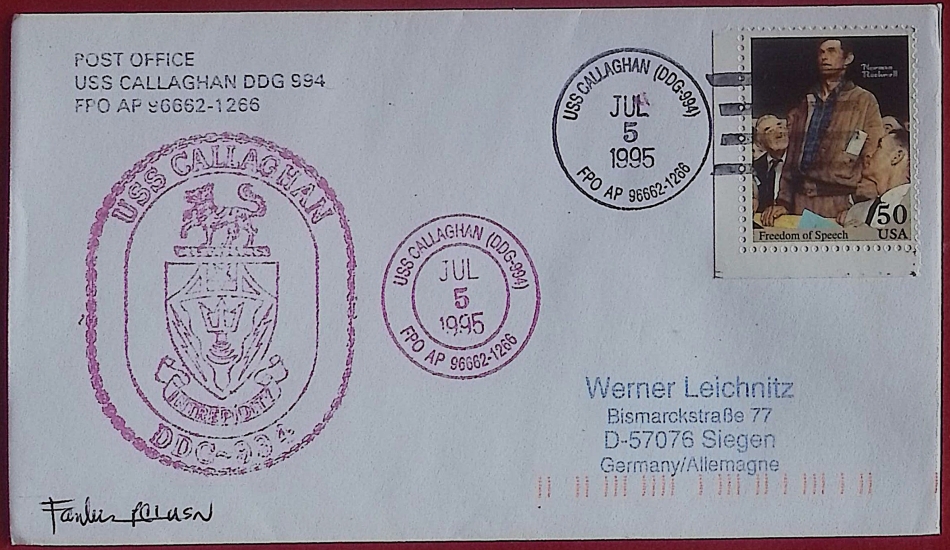 POST OFFICE
USS CALLAGHAN DDG 994
FPO AP 96662-1266
USS CALLAGHAN (DDG-994)
JUL
5
1995
FPO AP 96662-1266
Norman
Rockwell
50
USA
Freedom of Speech
USS CALLAGHAN
INTREPIDITY
DDG-994
USS CALLAGHAN (DDG-994)
JUL
5
1995
FPO AP 96662-1266
Werner Leichnitz
Bismarckstraße 77
D-57076 Siegen
Germany/Allemagne
USN